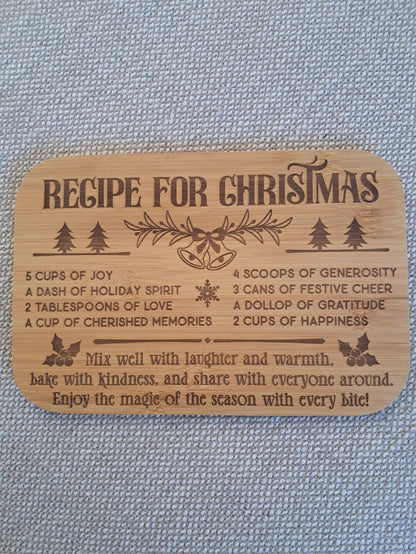 RECIPE FOR CHRISTMAS
5 CUPS OF JOY
A DASH OF HOLIDAY SPIRIT
2 TABLESPOONS OF LOVE
A CUP OF CHERISHED MEMORIES
4 SCOOPS OF GENEROSITY
3 CANS OF FESTIVE CHEER
A DOLLOP OF GRATITUDE
2 CUPS OF HAPPINESS
Mix well with laughter and warmth,
bake with kindness, and share with everyone around.
Enjoy the magic of the season with every bite!